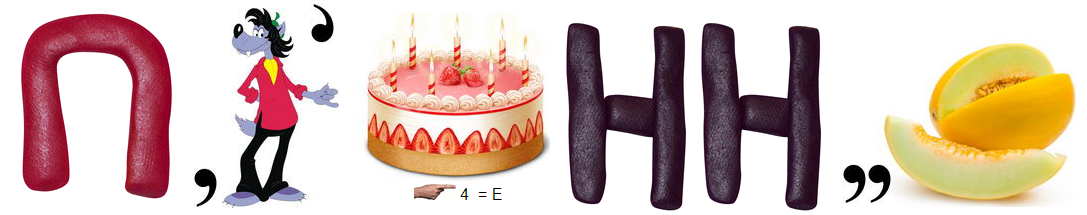 П , ’ НН ,,
4 = Е